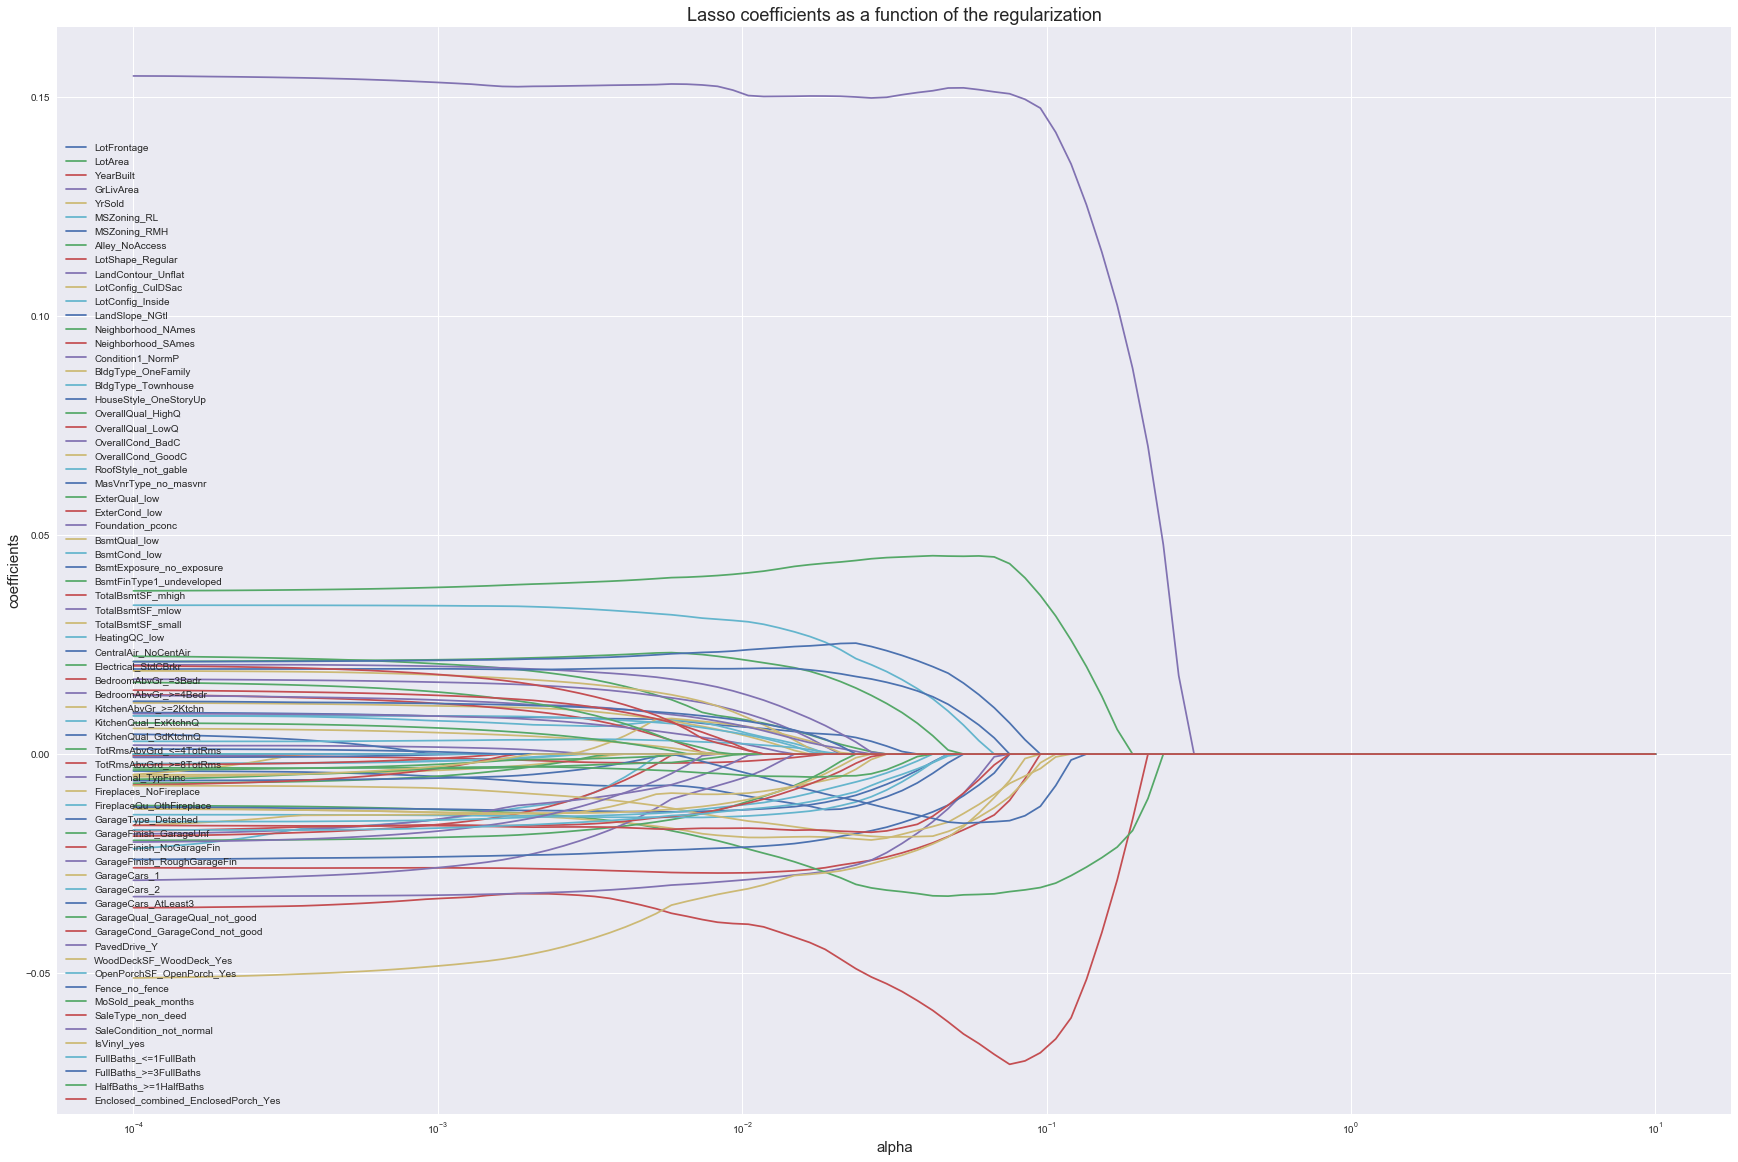 Lasso coefficients as a function of the regularization
0.15
0.10
0.05
0.00
−0.05
coefficients
LotFrontage
LotArea
YearBuilt
GrLivArea
YrSold
MSZoning_RL
MSZoning_RMH
Alley_NoAccess
LotShape_Regular
LandContour_Unflat
LotConfig_CulDSac
LotConfig_Inside
LandSlope_NGtl
Neighborhood_NAmes
Neighborhood_SAmes
Condition1_NormP
BldgType_OneFamily
BldgType_Townhouse
HouseStyle_OneStoryUp
OverallQual_HighQ
OverallQual_LowQ
OverallCond_BadC
OverallCond_GoodC
RoofStyle_not_gable
MasVnrType_no_masvnr
ExterQual_low
ExterCond_low
Foundation_pconc
BsmtQual_low
BsmtCond_low
BsmtExposure_no_exposure
BsmtFinType1_undeveloped
TotalBsmtSF_mhigh
TotalBsmtSF_mlow
TotalBsmtSF_small
HeatingQC_low
CentralAir_NoCentAir
Electrical_StdCBrkr
BedroomAbvGr_=3Bedr
BedroomAbvGr_>=4Bedr
KitchenAbvGr_>=2Ktchn
KitchenQual_ExKtchnQ
KitchenQual_GdKtchnQ
TotRmsAbvGrd_<=4TotRms
TotRmsAbvGrd_>=8TotRms
Functional_TypFunc
Fireplaces_NoFireplace
FireplaceQu_OthFireplace
GarageType_Detached
GarageFinish_GarageUnf
GarageFinish_NoGarageFin
GarageFinish_RoughGarageFin
GarageCars_1
GarageCars_2
GarageCars_AtLeast3
GarageQual_GarageQual_not_good
GarageCond_GarageCond_not_good
PavedDrive_Y
WoodDeckSF_WoodDeck_Yes
OpenPorchSF_OpenPorch_Yes
Fence_no_fence
MoSold_peak_months
SaleType_non_deed
SaleCondition_not_normal
IsVinyl_yes
FullBaths_<=1FullBath
FullBaths_>=3FullBaths
HalfBaths_>=1HalfBaths
Enclosed_combined_EnclosedPorch_Yes
10⁻⁴ 10⁻³ 10⁻² 10⁻¹ 10⁰ 10¹
alpha